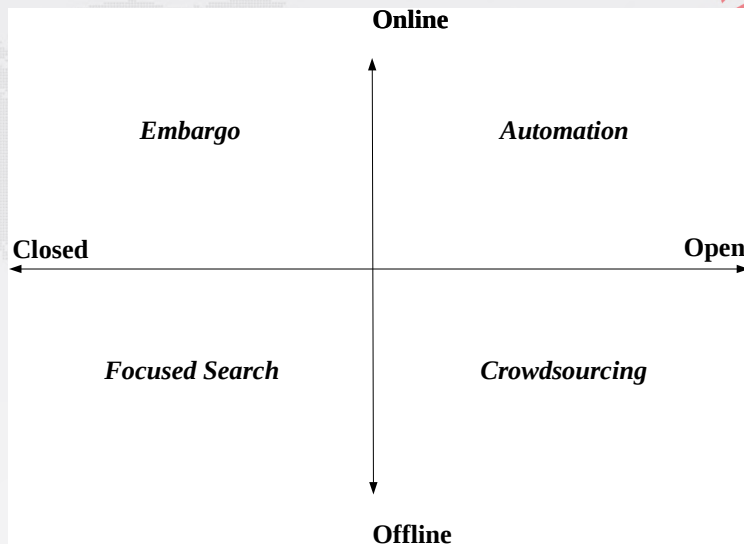 Online
Embargo
Automation
Closed
Open
Focused Search
Crowdsourcing
Offline